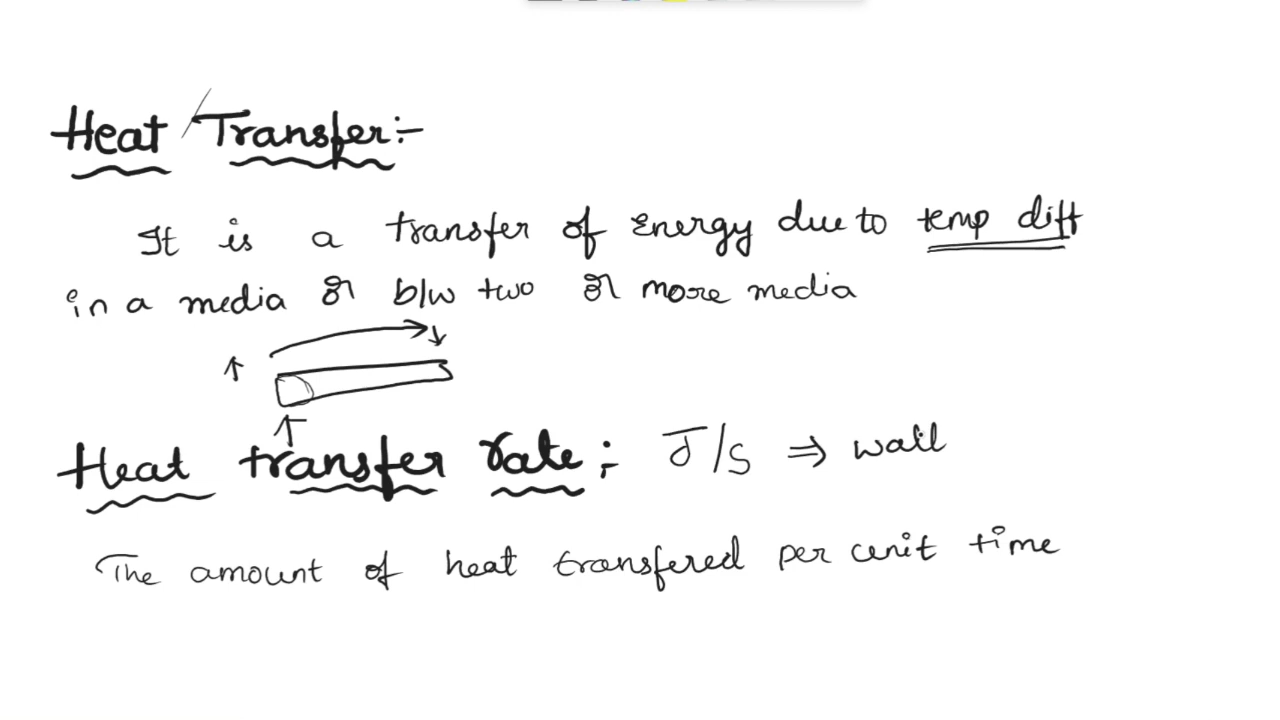 Heat Transfer:-
It is a transfer of Energy due to temp diff
in a media or b/w two or more media
Heat transfer rate: J/s ⇒ watt
The amount of heat transfered per unit time